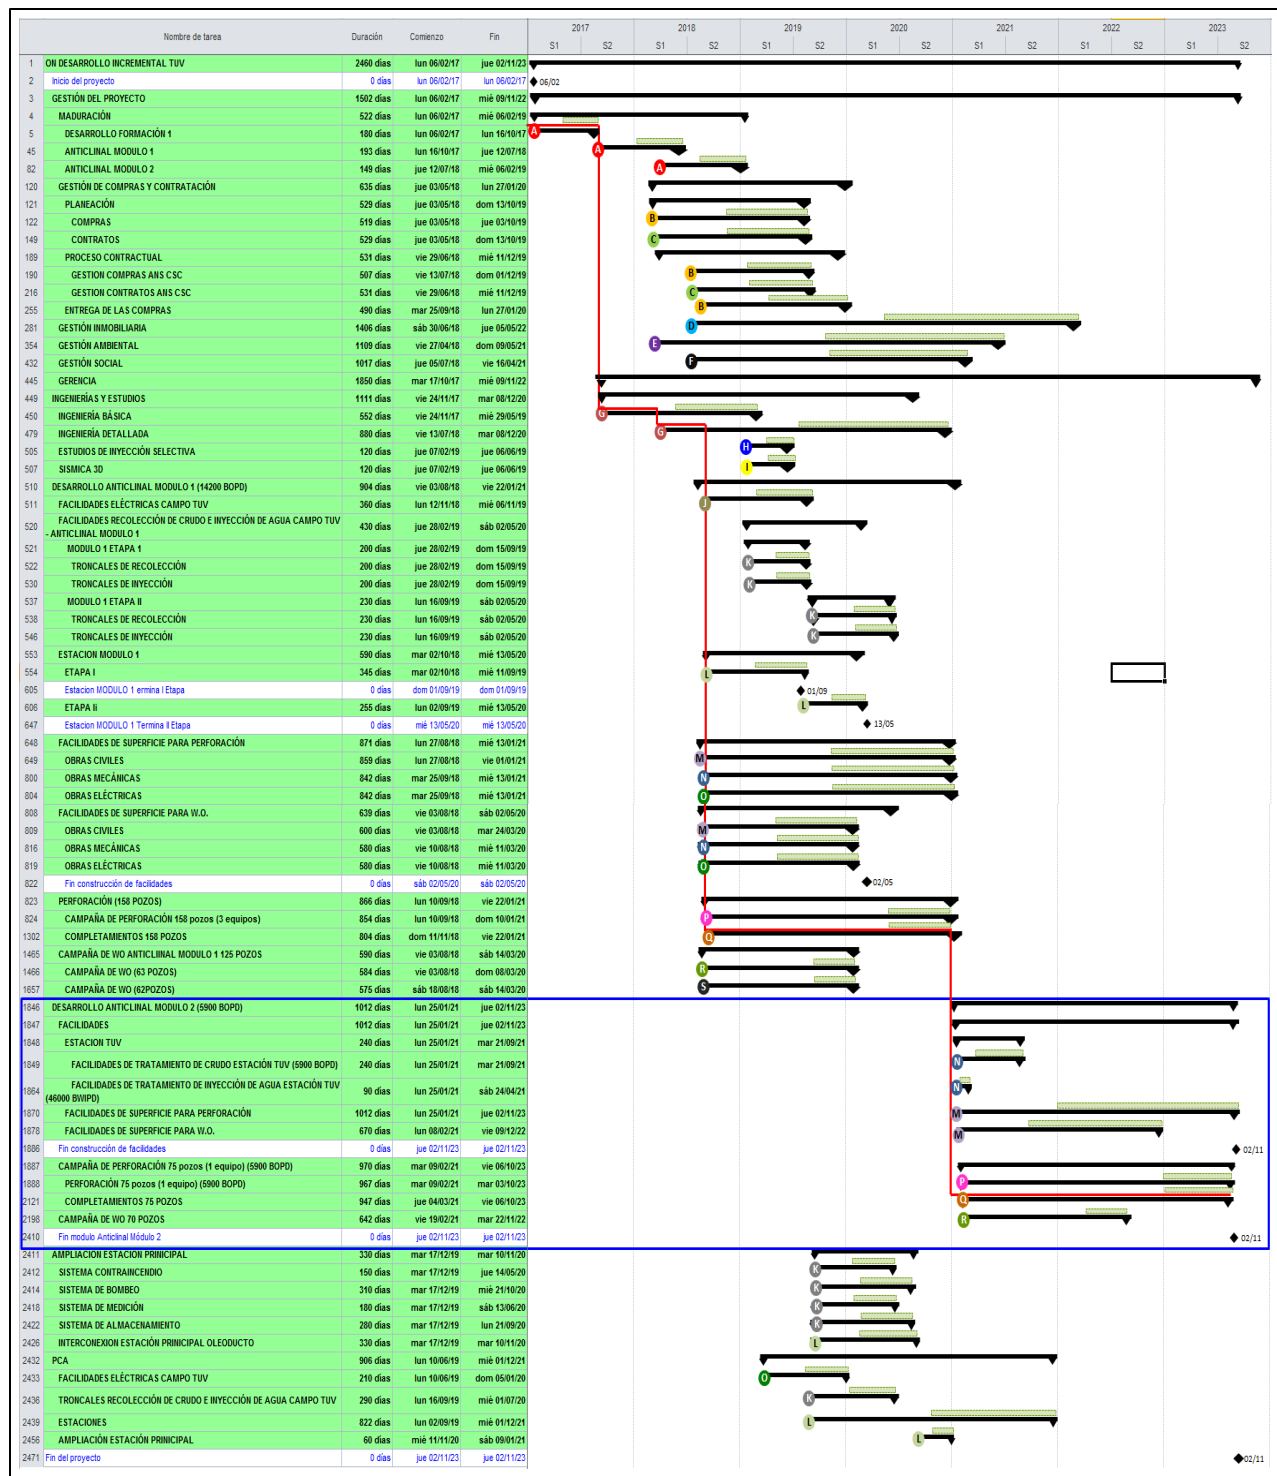 2017 2018 2019 2020 2021 2022 2023
Nombre de tarea Duración Comienzo Fin S1 S2 S1 S2 S1 S2 S1 S2 S1 S2 S1 S2 S1 S2
1 ON DESARROLLO INCREMENTAL TUV 2460 días lun 06/02/17 jue 02/11/23
2 Inicio del proyecto 0 días lun 06/02/17 lun 06/02/17 06/02
3 GESTIÓN DEL PROYECTO 1502 días lun 06/02/17 mié 09/11/22
4 MADURACIÓN 522 días lun 06/02/17 mié 06/02/19
5 DESARROLLO FORMACIÓN 1 180 días lun 06/02/17 lun 16/10/17 A
45 ANTICLINAL MODULO 1 193 días lun 16/10/17 jue 12/07/18 A
82 ANTICLINAL MODULO 2 149 días jue 12/07/18 mié 06/02/19 A
120 GESTIÓN DE COMPRAS Y CONTRATACIÓN 635 días jue 03/05/18 lun 27/01/20
121 PLANEACIÓN 529 días jue 03/05/18 dom 13/10/19
122 COMPRAS 519 días jue 03/05/18 jue 03/10/19 B
149 CONTRATOS 529 días jue 03/05/18 dom 13/10/19 C
189 PROCESO CONTRACTUAL 531 días vie 29/06/18 mié 11/12/19
190 GESTION COMPRAS ANS CSC 507 días vie 13/07/18 dom 01/12/19 B
216 GESTION CONTRATOS ANS CSC 531 días vie 29/06/18 mié 11/12/19 C
255 ENTREGA DE LAS COMPRAS 490 días mar 25/09/18 lun 27/01/20 B
281 GESTIÓN INMOBILIARIA 1406 días sáb 30/06/18 jue 05/05/22 D
354 GESTIÓN AMBIENTAL 1109 días vie 27/04/18 dom 09/05/21 E
432 GESTIÓN SOCIAL 1017 días jue 05/07/18 vie 16/04/21 F
445 GERENCIA 1850 días mar 17/10/17 mié 09/11/22
449 INGENIERÍAS Y ESTUDIOS 1111 días vie 24/11/17 mar 08/12/20
450 INGENIERÍA BÁSICA 552 días vie 24/11/17 mié 29/05/19 G
479 INGENIERÍA DETALLADA 880 días vie 13/07/18 mar 08/12/20 G
505 ESTUDIOS DE INYECCIÓN SELECTIVA 120 días jue 07/02/19 jue 06/06/19 H
507 SISMICA 3D 120 días jue 07/02/19 jue 06/06/19 I
510 DESARROLLO ANTICLINAL MODULO 1 (14200 BOPD) 904 días vie 03/08/18 vie 22/01/21
511 FACILIDADES ELÉCTRICAS CAMPO TUV 360 días lun 12/11/18 mié 06/11/19 J
520 FACILIDADES RECOLECCIÓN DE CRUDO E INYECCIÓN DE AGUA CAMPO TUV
- ANTICLINAL MODULO 1 430 días jue 28/02/19 sáb 02/05/20
521 MODULO 1 ETAPA 1 200 días jue 28/02/19 dom 15/09/19
522 TRONCALES DE RECOLECCIÓN 200 días jue 28/02/19 dom 15/09/19 K
530 TRONCALES DE INYECCIÓN 200 días jue 28/02/19 dom 15/09/19 K
537 MODULO 1 ETAPA II 230 días lun 16/09/19 sáb 02/05/20
538 TRONCALES DE RECOLECCIÓN 230 días lun 16/09/19 sáb 02/05/20 K
546 TRONCALES DE INYECCIÓN 230 días lun 16/09/19 sáb 02/05/20 K
553 ESTACION MODULO 1 590 días mar 02/10/18 mié 13/05/20
554 ETAPA I 345 días mar 02/10/18 mié 11/09/19 L
605 Estacion MODULO 1 ermina I Etapa 0 días dom 01/09/19 dom 01/09/19 01/09
606 ETAPA Ii 255 días lun 02/09/19 mié 13/05/20 L
647 Estacion MODULO 1 Termina II Etapa 0 días mié 13/05/20 mié 13/05/20 13/05
648 FACILIDADES DE SUPERFICIE PARA PERFORACIÓN 871 días lun 27/08/18 mié 13/01/21
649 OBRAS CIVILES 859 días lun 27/08/18 vie 01/01/21 M
800 OBRAS MECÁNICAS 842 días mar 25/09/18 mié 13/01/21 N
804 OBRAS ELÉCTRICAS 842 días mar 25/09/18 mié 13/01/21 O
808 FACILIDADES DE SUPERFICIE PARA W.O. 639 días vie 03/08/18 sáb 02/05/20
809 OBRAS CIVILES 600 días vie 03/08/18 mar 24/03/20 M
816 OBRAS MECÁNICAS 580 días vie 10/08/18 mié 11/03/20 N
819 OBRAS ELÉCTRICAS 580 días vie 10/08/18 mié 11/03/20 O
822 Fin construcción de facilidades 0 días sáb 02/05/20 sáb 02/05/20 02/05
823 PERFORACIÓN (158 POZOS) 866 días lun 10/09/18 vie 22/01/21
824 CAMPAÑA DE PERFORACIÓN 158 pozos (3 equipos) 854 días lun 10/09/18 dom 10/01/21 P
1302 COMPLETAMIENTOS 158 POZOS 804 días dom 11/11/18 vie 22/01/21 Q
1465 CAMPAÑA DE WO ANTICLIINAL MODULO 1 125 POZOS 590 días vie 03/08/18 sáb 14/03/20
1466 CAMPAÑA DE WO (63 POZOS) 584 días vie 03/08/18 dom 08/03/20 R
1657 CAMPAÑA DE WO (62POZOS) 575 días sáb 18/08/18 sáb 14/03/20 S
1846 DESARROLLO ANTICLINAL MODULO 2 (5900 BOPD) 1012 días lun 25/01/21 jue 02/11/23
1847 FACILIDADES 1012 días lun 25/01/21 jue 02/11/23
1848 ESTACION TUV 240 días lun 25/01/21 mar 21/09/21
1849 FACILIDADES DE TRATAMIENTO DE CRUDO ESTACIÓN TUV (5900 BOPD) 240 días lun 25/01/21 mar 21/09/21 N
1864 FACILIDADES DE TRATAMIENTO DE INYECCIÓN DE AGUA ESTACIÓN TUV
(46000 BWIPD) 90 días lun 25/01/21 sáb 24/04/21 N
1870 FACILIDADES DE SUPERFICIE PARA PERFORACIÓN 1012 días lun 25/01/21 jue 02/11/23 M
1878 FACILIDADES DE SUPERFICIE PARA W.O. 670 días lun 08/02/21 vie 09/12/22 M
1886 Fin construcción de facilidades 0 días jue 02/11/23 jue 02/11/23 02/11
1887 CAMPAÑA DE PERFORACIÓN 75 pozos (1 equipo) (5900 BOPD) 970 días mar 09/02/21 vie 06/10/23
1888 PERFORACIÓN 75 pozos (1 equipo) (5900 BOPD) 967 días mar 09/02/21 mar 03/10/23 P
2121 COMPLETAMIENTOS 75 POZOS 947 días jue 04/03/21 vie 06/10/23 Q
2198 CAMPAÑA DE WO 70 POZOS 642 días vie 19/02/21 mar 22/11/22 R
2410 Fin modulo Anticlinal Módulo 2 0 días jue 02/11/23 jue 02/11/23 02/11
2411 AMPLIACION ESTACION PRINICIPAL 330 días mar 17/12/19 mar 10/11/20
2412 SISTEMA CONTRAINCENDIO 150 días mar 17/12/19 jue 14/05/20 K
2414 SISTEMA DE BOMBEO 310 días mar 17/12/19 mié 21/10/20 K
2418 SISTEMA DE MEDICIÓN 180 días mar 17/12/19 sáb 13/06/20 K
2422 SISTEMA DE ALMACENAMIENTO 280 días mar 17/12/19 lun 21/09/20 K
2426 INTERCONEXION ESTACIÓN PRINICIPAL OLEODUCTO 330 días mar 17/12/19 mar 10/11/20 L
2432 PCA 906 días lun 10/06/19 mié 01/12/21
2433 FACILIDADES ELÉCTRICAS CAMPO TUV 210 días lun 10/06/19 dom 05/01/20 O
2436 TRONCALES RECOLECCIÓN DE CRUDO E INYECCIÓN DE AGUA CAMPO TUV 290 días lun 16/09/19 mié 01/07/20 K
2439 ESTACIONES 822 días lun 02/09/19 mié 01/12/21 L
2456 AMPLIACIÓN ESTACIÓN PRINICIPAL 60 días mié 11/11/20 sáb 09/01/21 L
2471 Fin del proyecto 0 días jue 02/11/23 jue 02/11/23 02/11